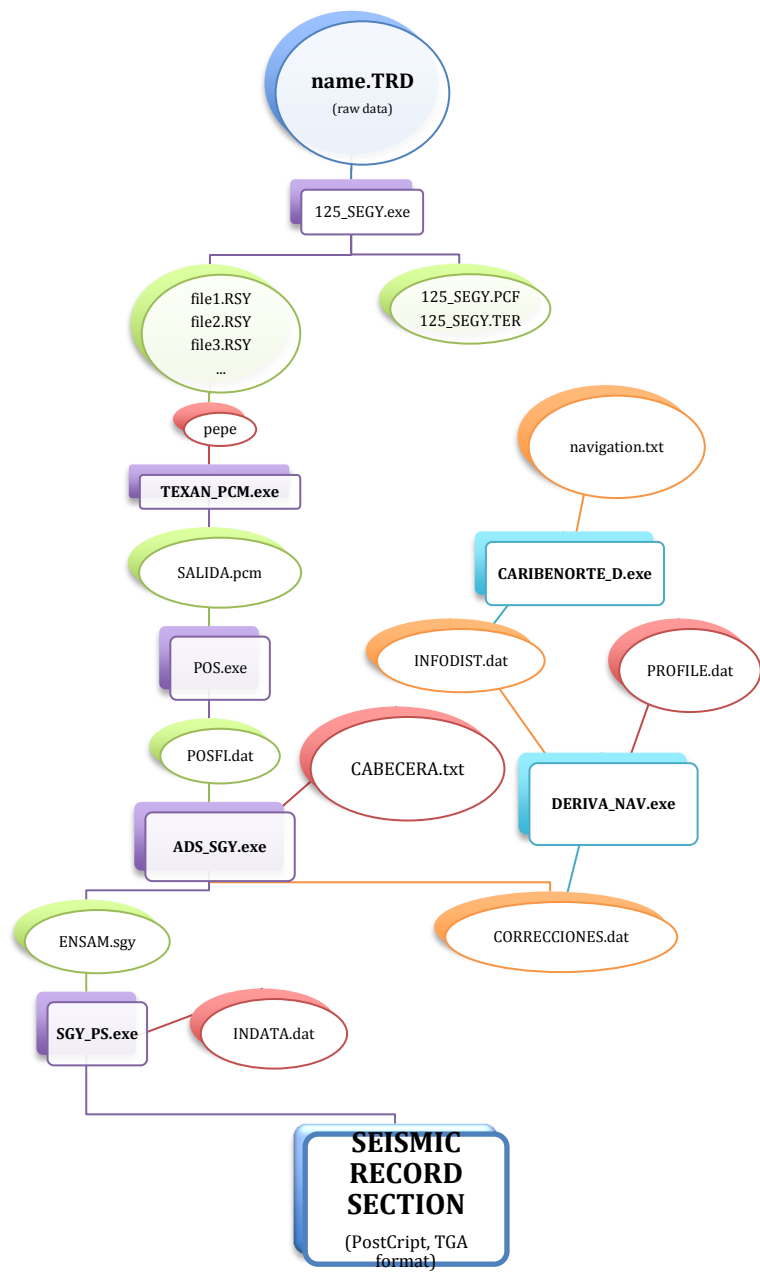 name.TRD
(raw data)
125_SEGY.exe
file1.RSY
file2.RSY
file3.RSY
...
125_SEGY.PCF
125_SEGY.TER
pepe
navigation.txt
TEXAN_PCM.exe
SALIDA.pcm
CARIBENORTE_D.exe
POS.exe
INFODIST.dat
PROFILE.dat
POSFI.dat
CABECERA.txt
DERIVA_NAV.exe
ADS_SGY.exe
ENSAM.sgy
CORRECCIONES.dat
SGY_PS.exe
INDATA.dat
SEISMIC
RECORD
SECTION
(PostCript, TGA
format)